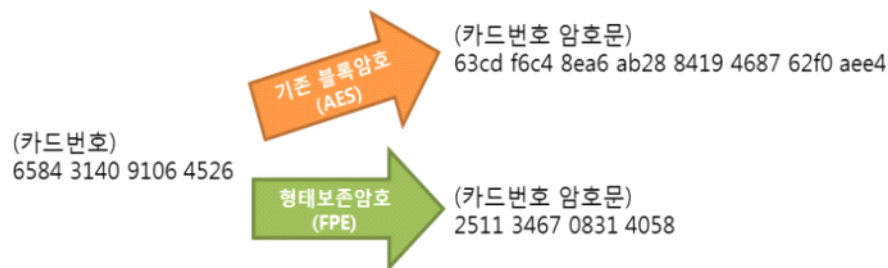 (카드번호)
6584 3140 9106 4526
기존 블록암호
(AES)
(카드번호 암호문)
63cd f6c4 8ea6 ab28 8419 4687 62f0 aee4
형태보존암호
(FPE)
(카드번호 암호문)
2511 3467 0831 4058